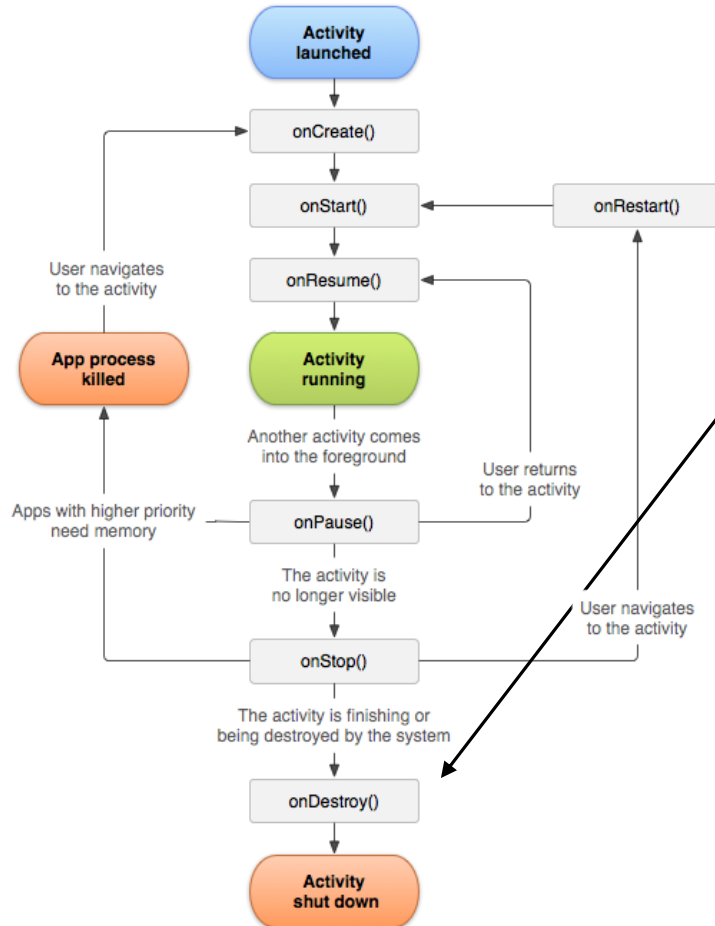 Activity
launched
onCreate()
onStart()
onRestart()
User navigates
to the activity
onResume()
App process
killed
Activity
running
Another activity comes
into the foreground
User returns
to the activity
Apps with higher priority
need memory
onPause()
The activity is
no longer visible
User navigates
to the activity
onStop()
The activity is finishing or
being destroyed by the system
onDestroy()
Activity
shut down